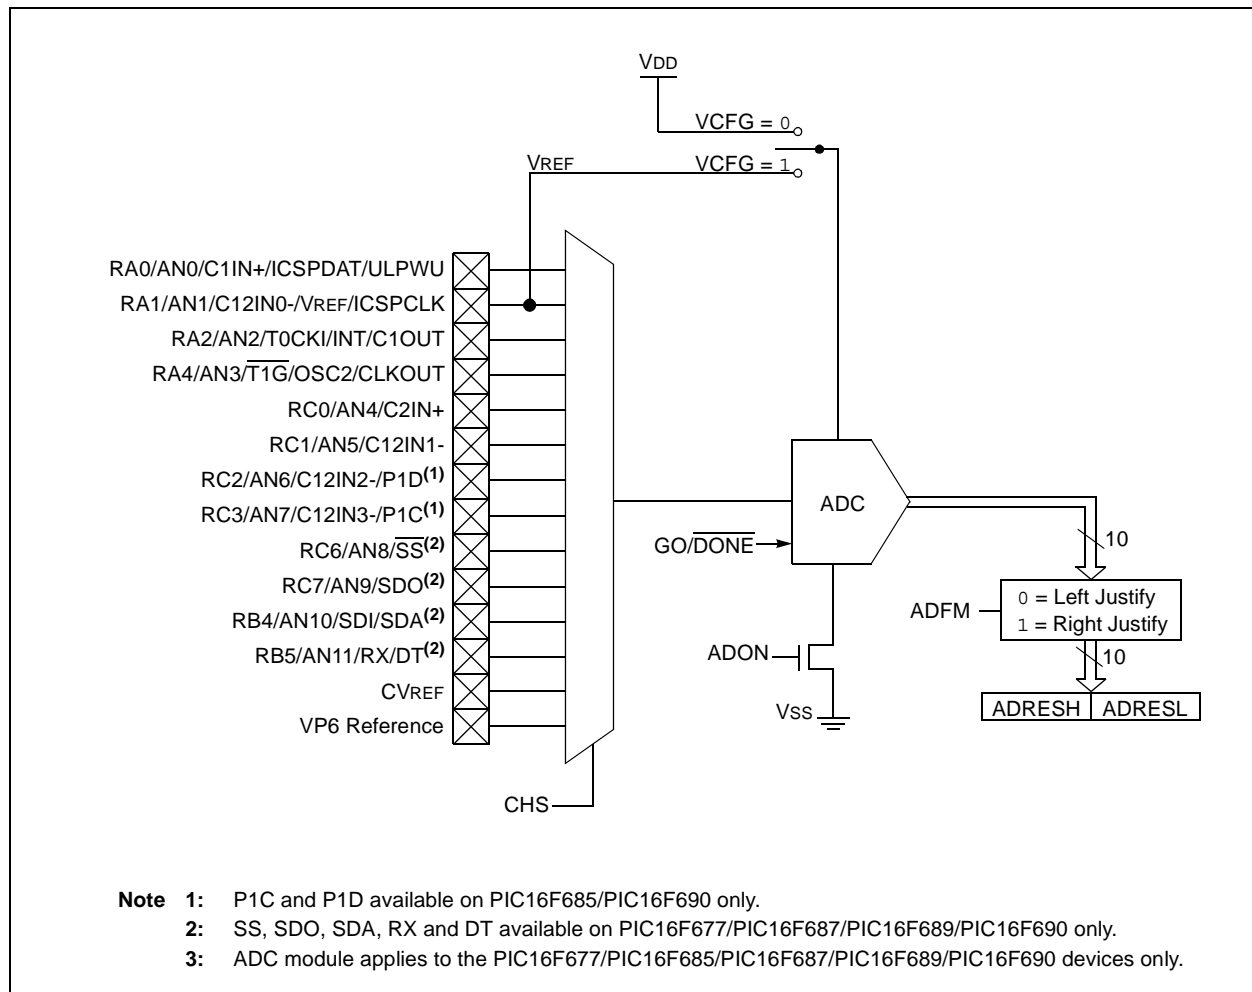 VDD
VCFG = 0
VREF
VCFG = 1
RA0/AN0/C1IN+/ICSPDAT/ULPWU
RA1/AN1/C12IN0-/VREF/ICSPCLK
RA2/AN2/T0CKI/INT/C1OUT
RA4/AN3/T1G/OSC2/CLKOUT
RC0/AN4/C2IN+
RC1/AN5/C12IN1-
RC2/AN6/C12IN2-/P1D(1)
RC3/AN7/C12IN3-/P1C(1)
RC6/AN8/SS(2)
RC7/AN9/SDO(2)
RB4/AN10/SDI/SDA(2)
RB5/AN11/RX/DT(2)
CVREF
VP6 Reference
CHS
ADC
GO/DONE
10
ADFM
0 = Left Justify
1 = Right Justify
ADON
10
VSS
ADRESH ADRESL
Note 1: P1C and P1D available on PIC16F685/PIC16F690 only.
2: SS, SDO, SDA, RX and DT available on PIC16F677/PIC16F687/PIC16F689/PIC16F690 only.
3: ADC module applies to the PIC16F677/PIC16F685/PIC16F687/PIC16F689/PIC16F690 devices only.